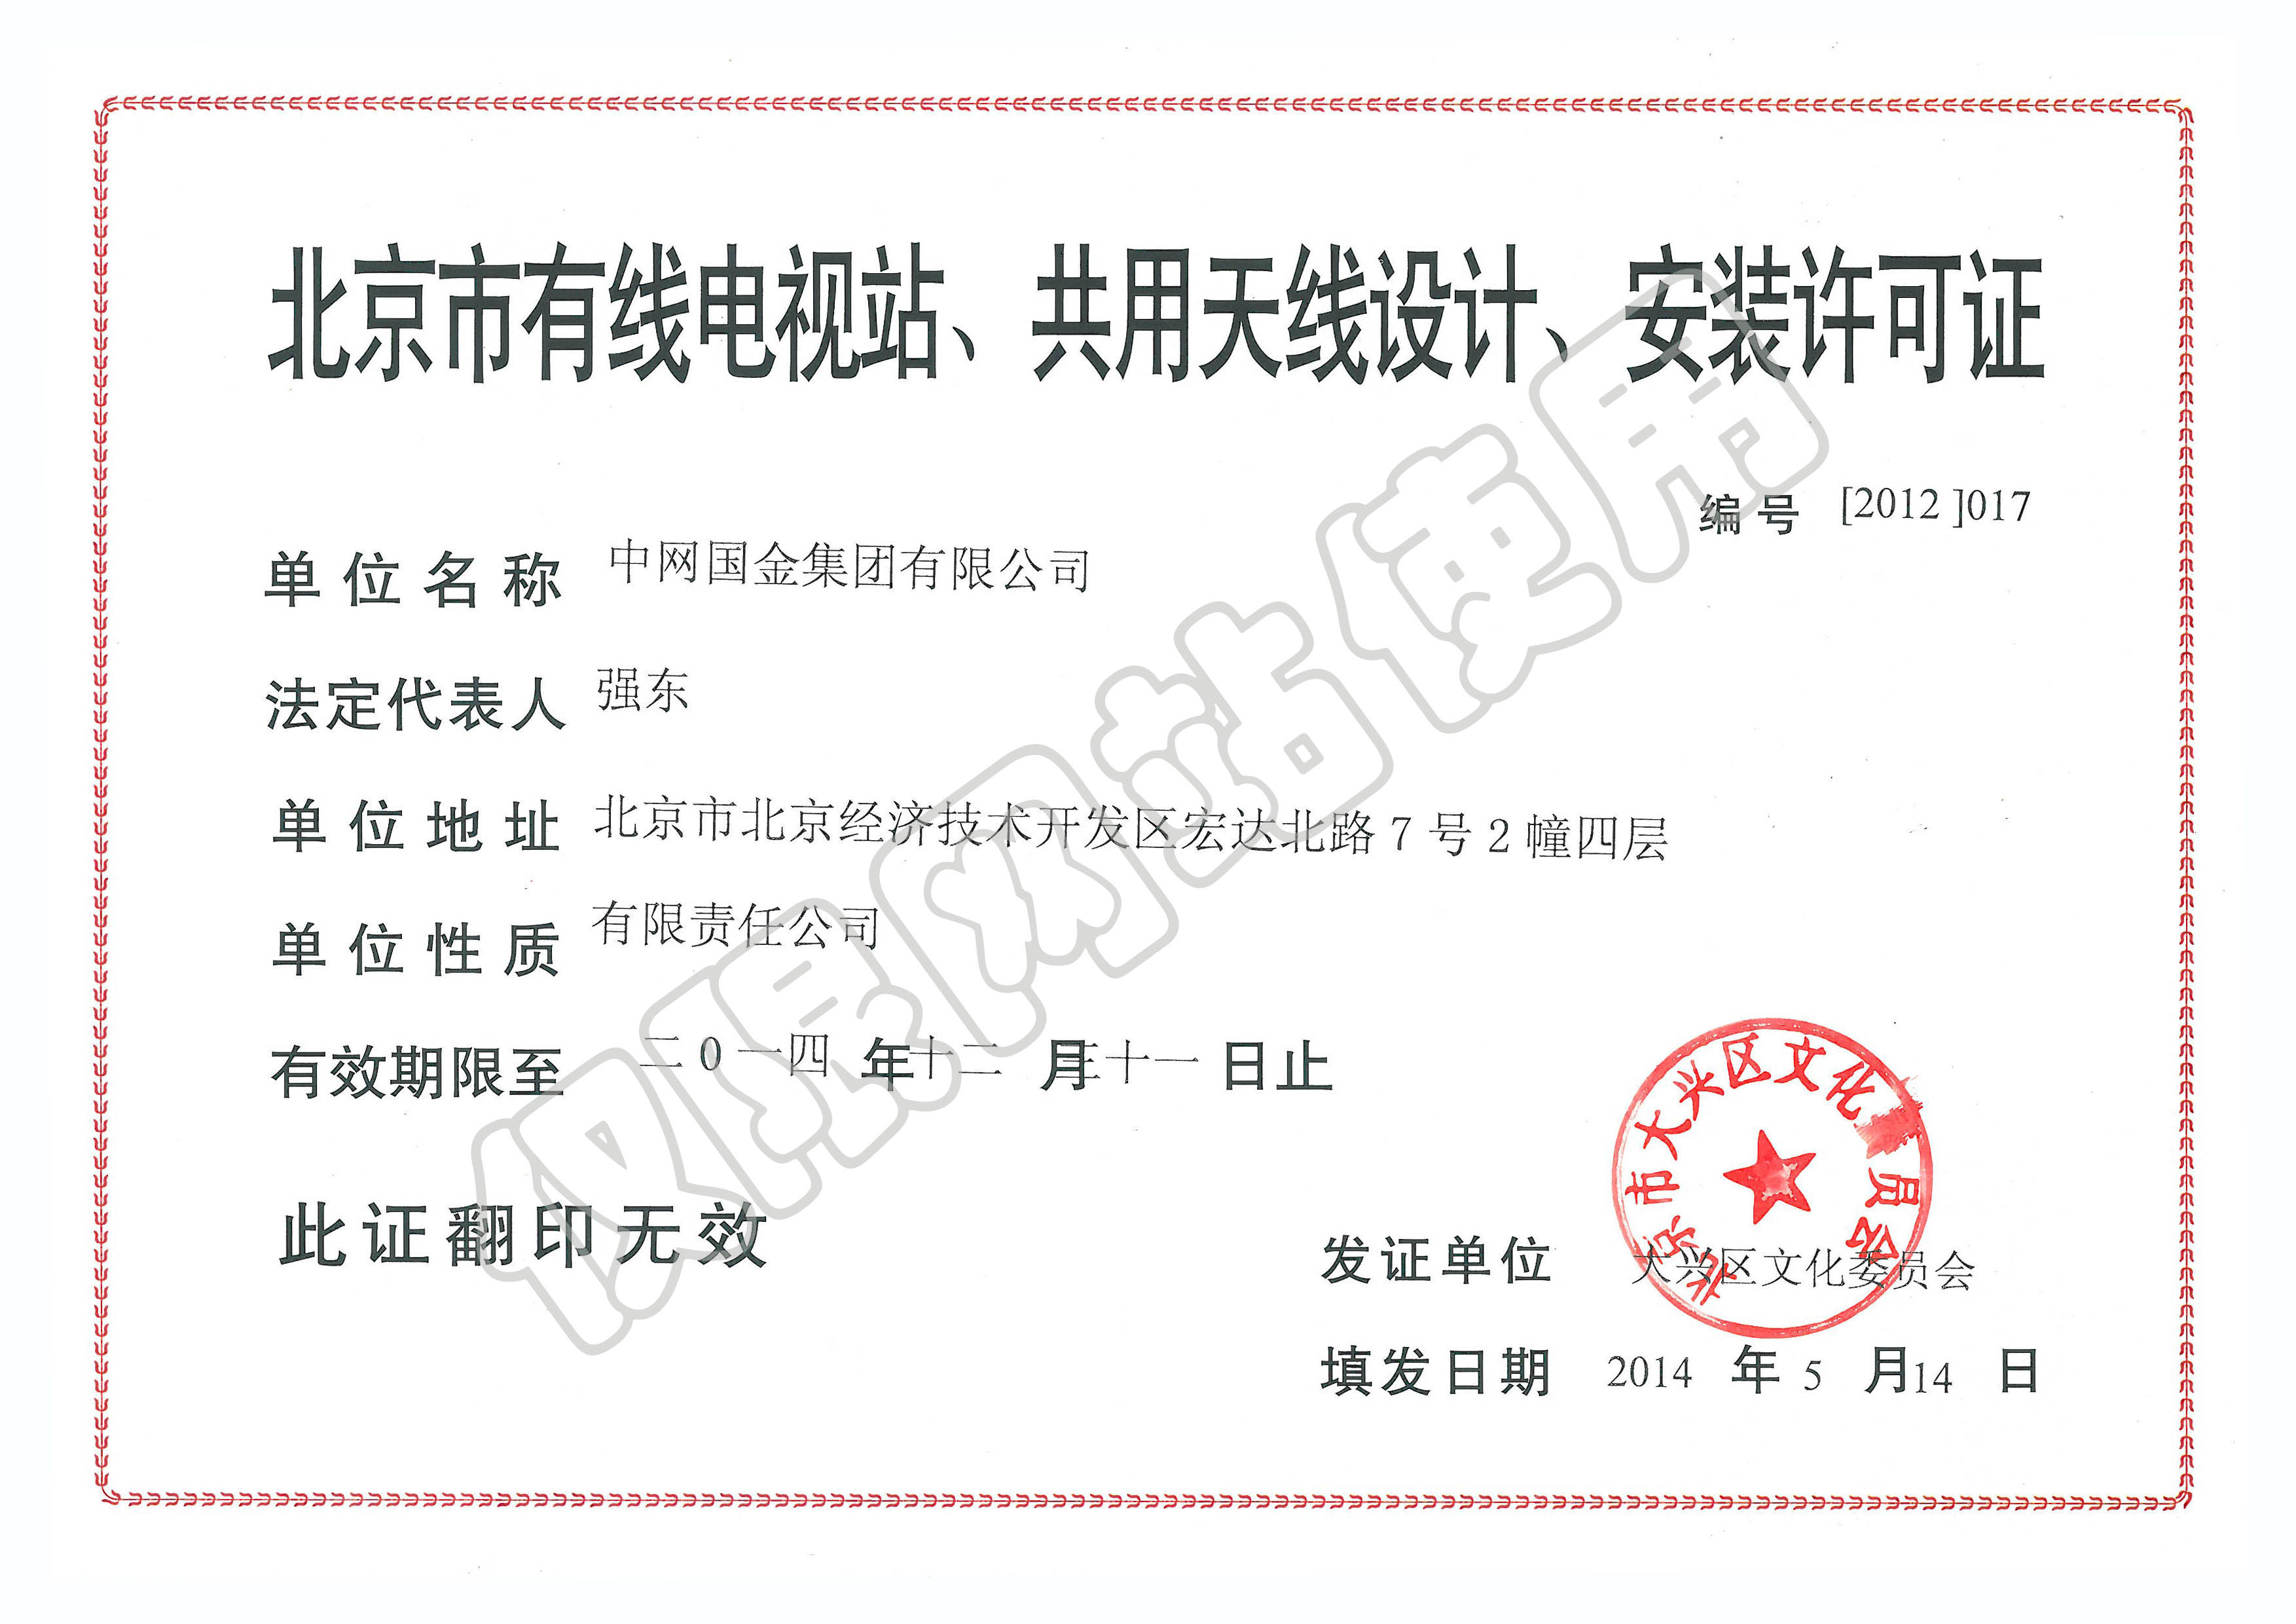 北京市有线电视站、共用天线设计、安装许可证
编号 [2012]017
单位名称 中网国金集团有限公司
法定代表人 强东
单位地址 北京市北京经济技术开发区宏达北路7号2幢四层
单位性质 有限责任公司
有效期限至 二0一四 年十二 月三十一 日止
此证翻印无效
发证单位 大兴区文化委员会
填发日期 2014 年 5 月14 日
北京市大兴区文化 员会
仅限网站使用